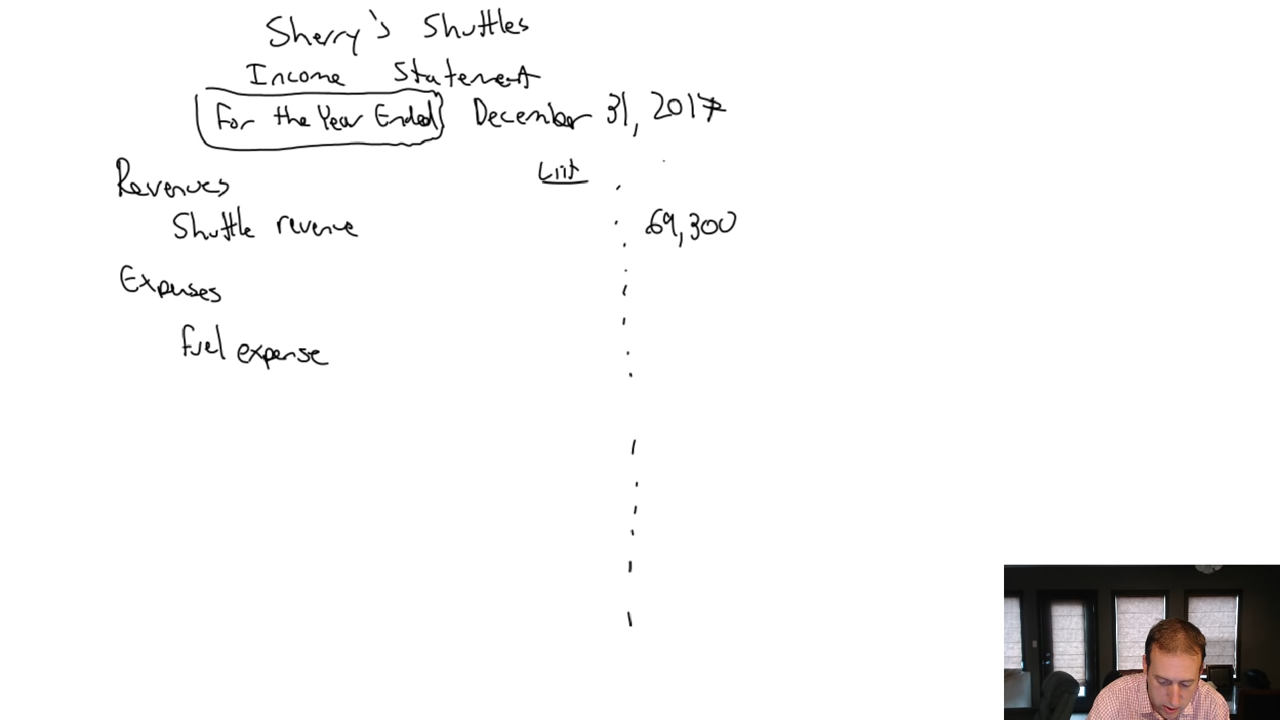 Sherry's Shuttles
Income Statement
For the Year Ended December 31, 2017
List
Revenues
Shuttle revenue 69,300
Expenses
Fuel expense